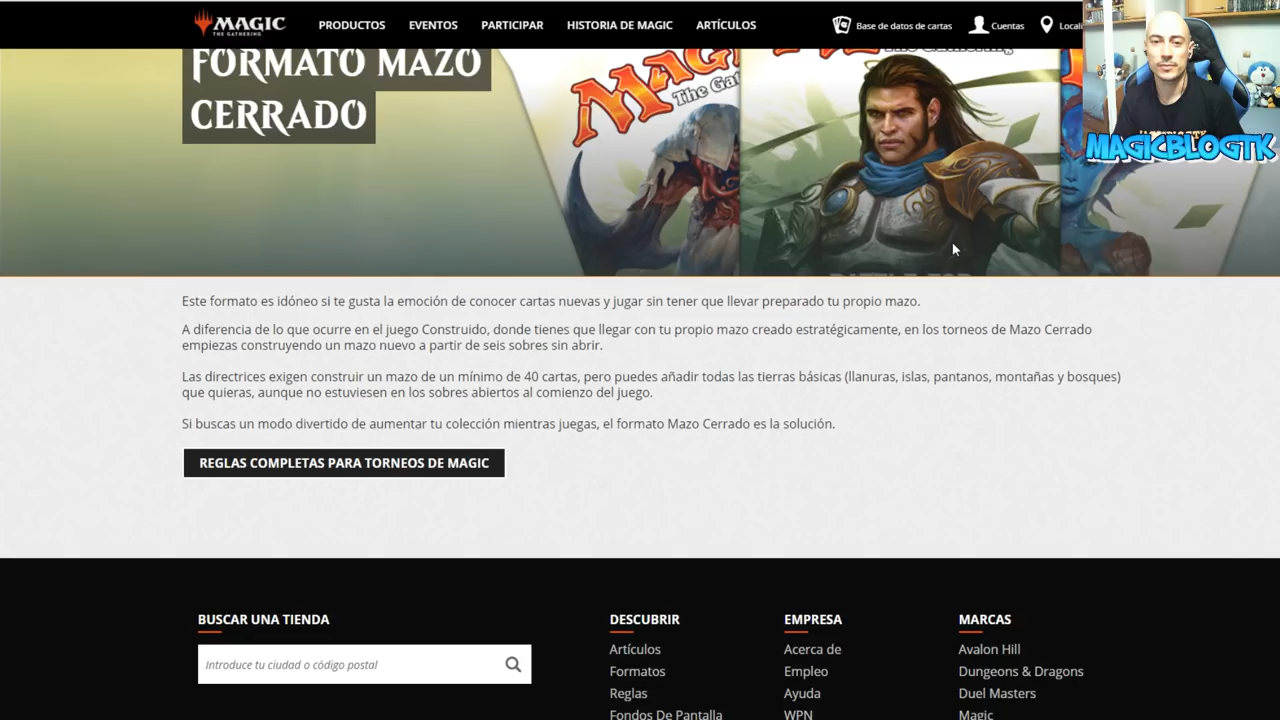 MAGIC
THE GATHERING
PRODUCTOS
EVENTOS
PARTICIPAR
HISTORIA DE MAGIC
ARTÍCULOS
Base de datos de cartas
Cuentas
FORMATO MAZO
CERRADO
The Gathering
MAGICBLOGTK
Este formato es idóneo si te gusta la emoción de conocer cartas nuevas y jugar sin tener que llevar preparado tu propio mazo.
A diferencia de lo que ocurre en el juego Construido, donde tienes que llegar con tu propio mazo creado estratégicamente, en los torneos de Mazo Cerrado
empiezas construyendo un mazo nuevo a partir de seis sobres sin abrir.
Las directrices exigen construir un mazo de un mínimo de 40 cartas, pero puedes añadir todas las tierras básicas (llanuras, islas, pantanos, montañas y bosques)
que quieras, aunque no estuviesen en los sobres abiertos al comienzo del juego.
Si buscas un modo divertido de aumentar tu colección mientras juegas, el formato Mazo Cerrado es la solución.
REGLAS COMPLETAS PARA TORNEOS DE MAGIC
BUSCAR UNA TIENDA
Introduce tu ciudad o código postal
DESCUBRIR
Artículos
Formatos
Reglas
Fondos De Pantalla
EMPRESA
Acerca de
Empleo
Ayuda
WPN
MARCAS
Avalon Hill
Dungeons & Dragons
Duel Masters
Magic